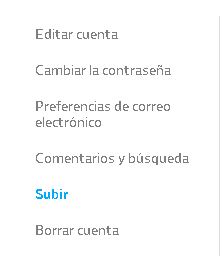 Editar cuenta
Cambiar la contraseña
Preferencias de correo
electrónico
Comentarios y búsqueda
Subir
Borrar cuenta